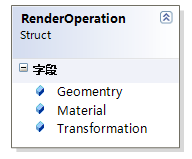 RenderOperation
Struct
字段
Geomentry
Material
Transformation